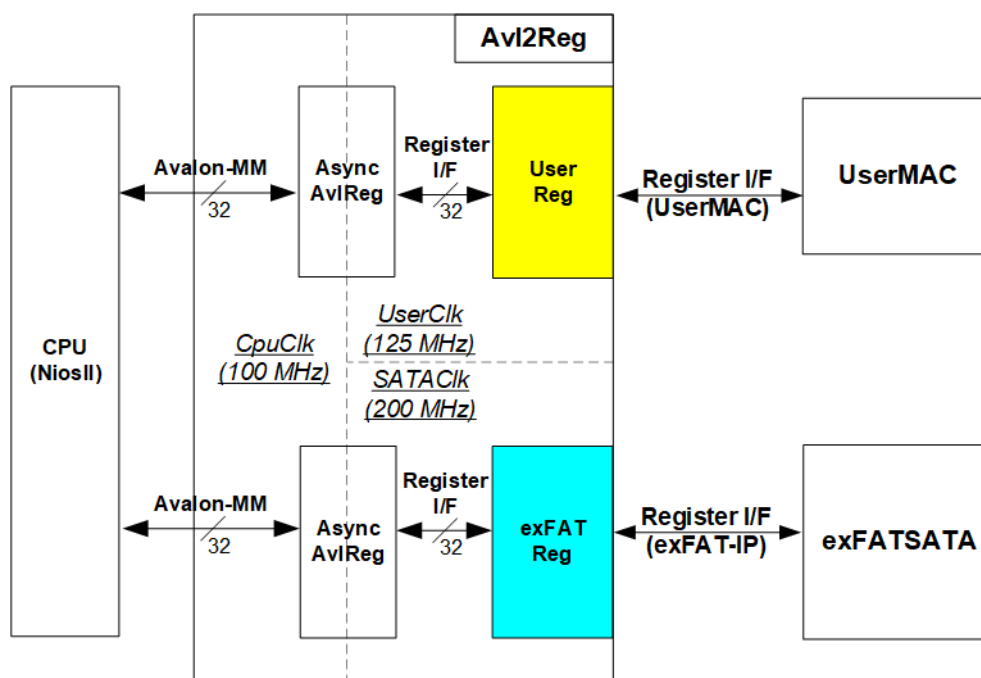 Avl2Reg
CPU
(NiosII)
Avalon-MM
32
Async
AvlReg
Register
I/F
32
User
Reg
Register I/F
(UserMAC)
UserMAC
CpuClk
(100 MHz)
UserClk
(125 MHz)
SATAClk
(200 MHz)
Avalon-MM
32
Async
AvlReg
Register
I/F
32
exFAT
Reg
Register I/F
(exFAT-IP)
exFATSATA